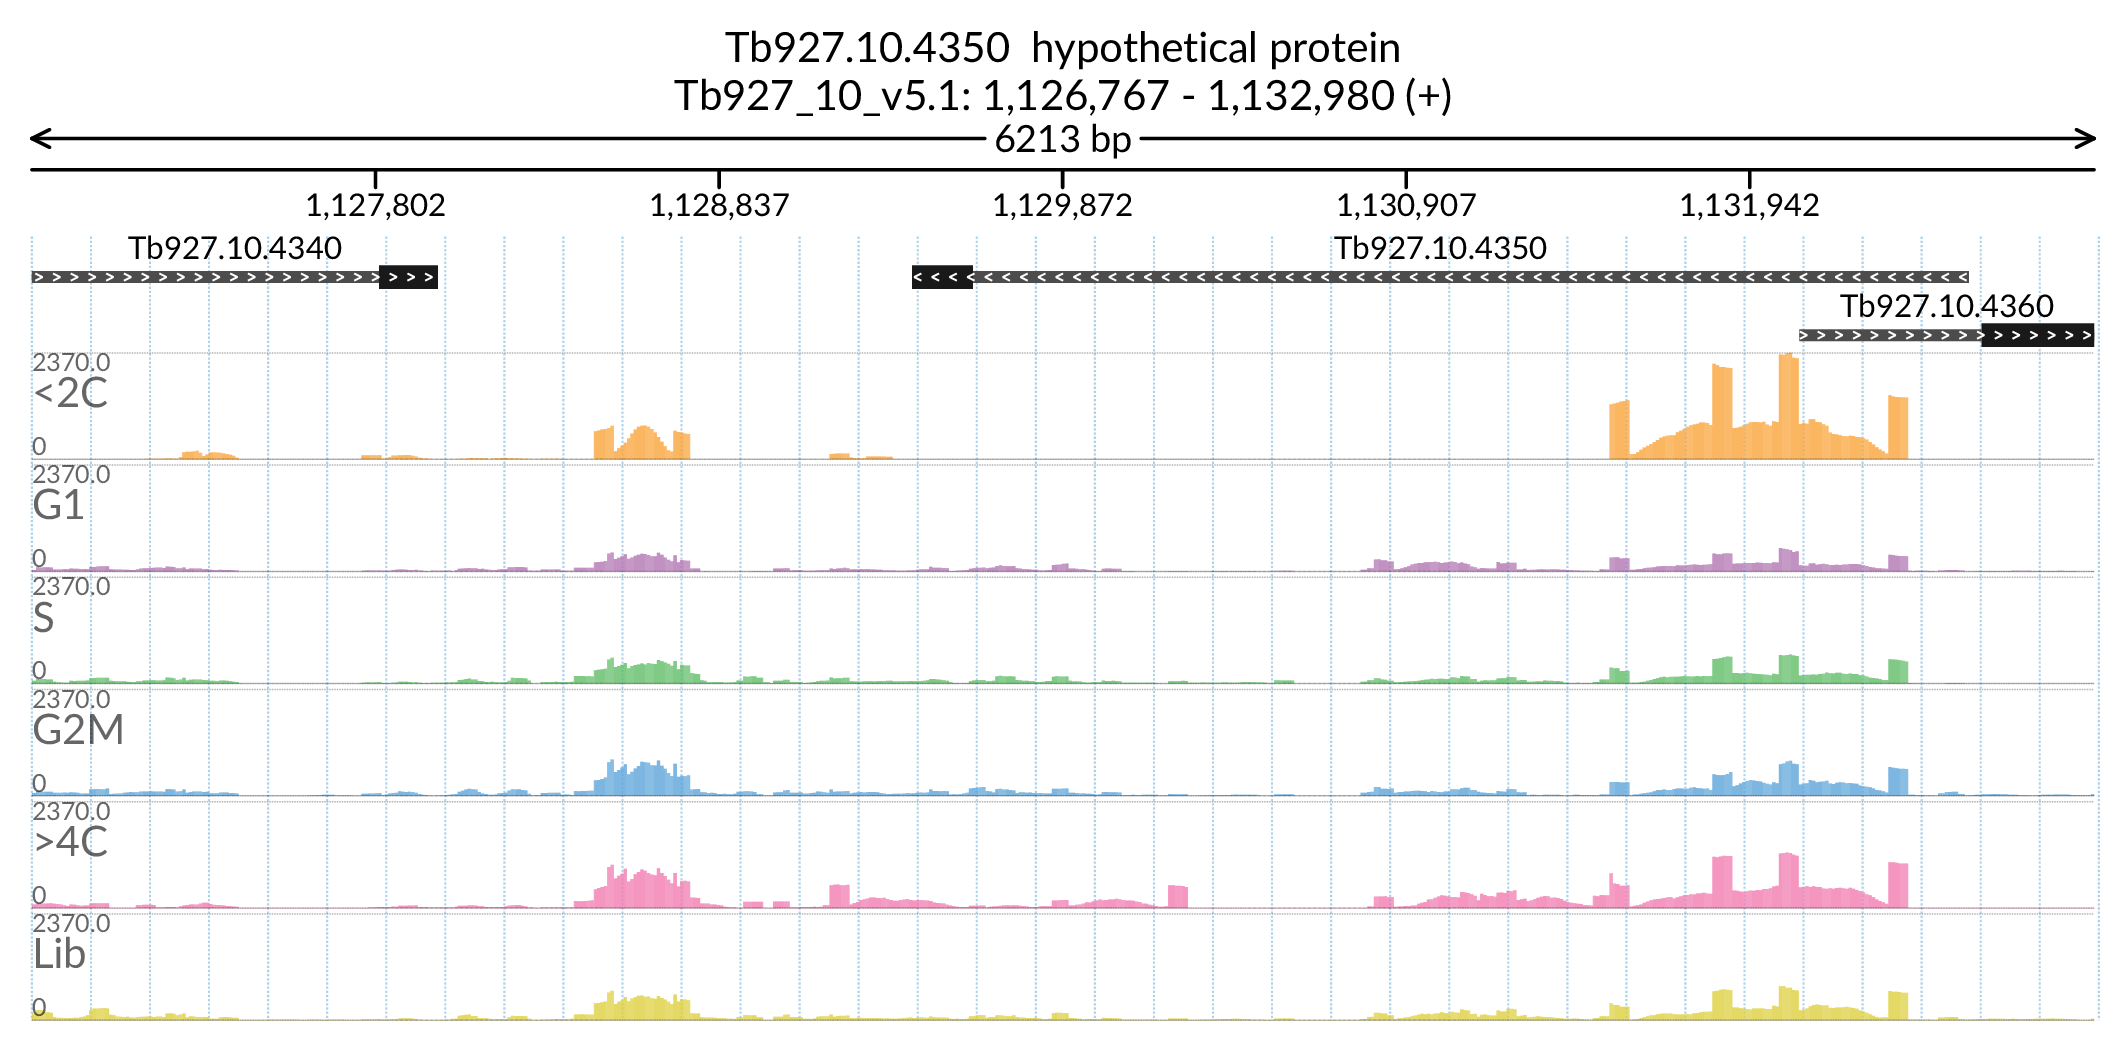 Tb927.10.4350 hypothetical protein
Tb927_10_v5.1: 1,126,767 - 1,132,980 (+)
6213 bp
1,127,802 1,128,837 1,129,872 1,130,907 1,131,942
Tb927.10.4340 Tb927.10.4350
Tb927.10.4360
2370.0
<2C
0
2370.0
G1
0
2370.0
S
0
2370.0
G2M
0
2370.0
>4C
0
2370.0
Lib
0